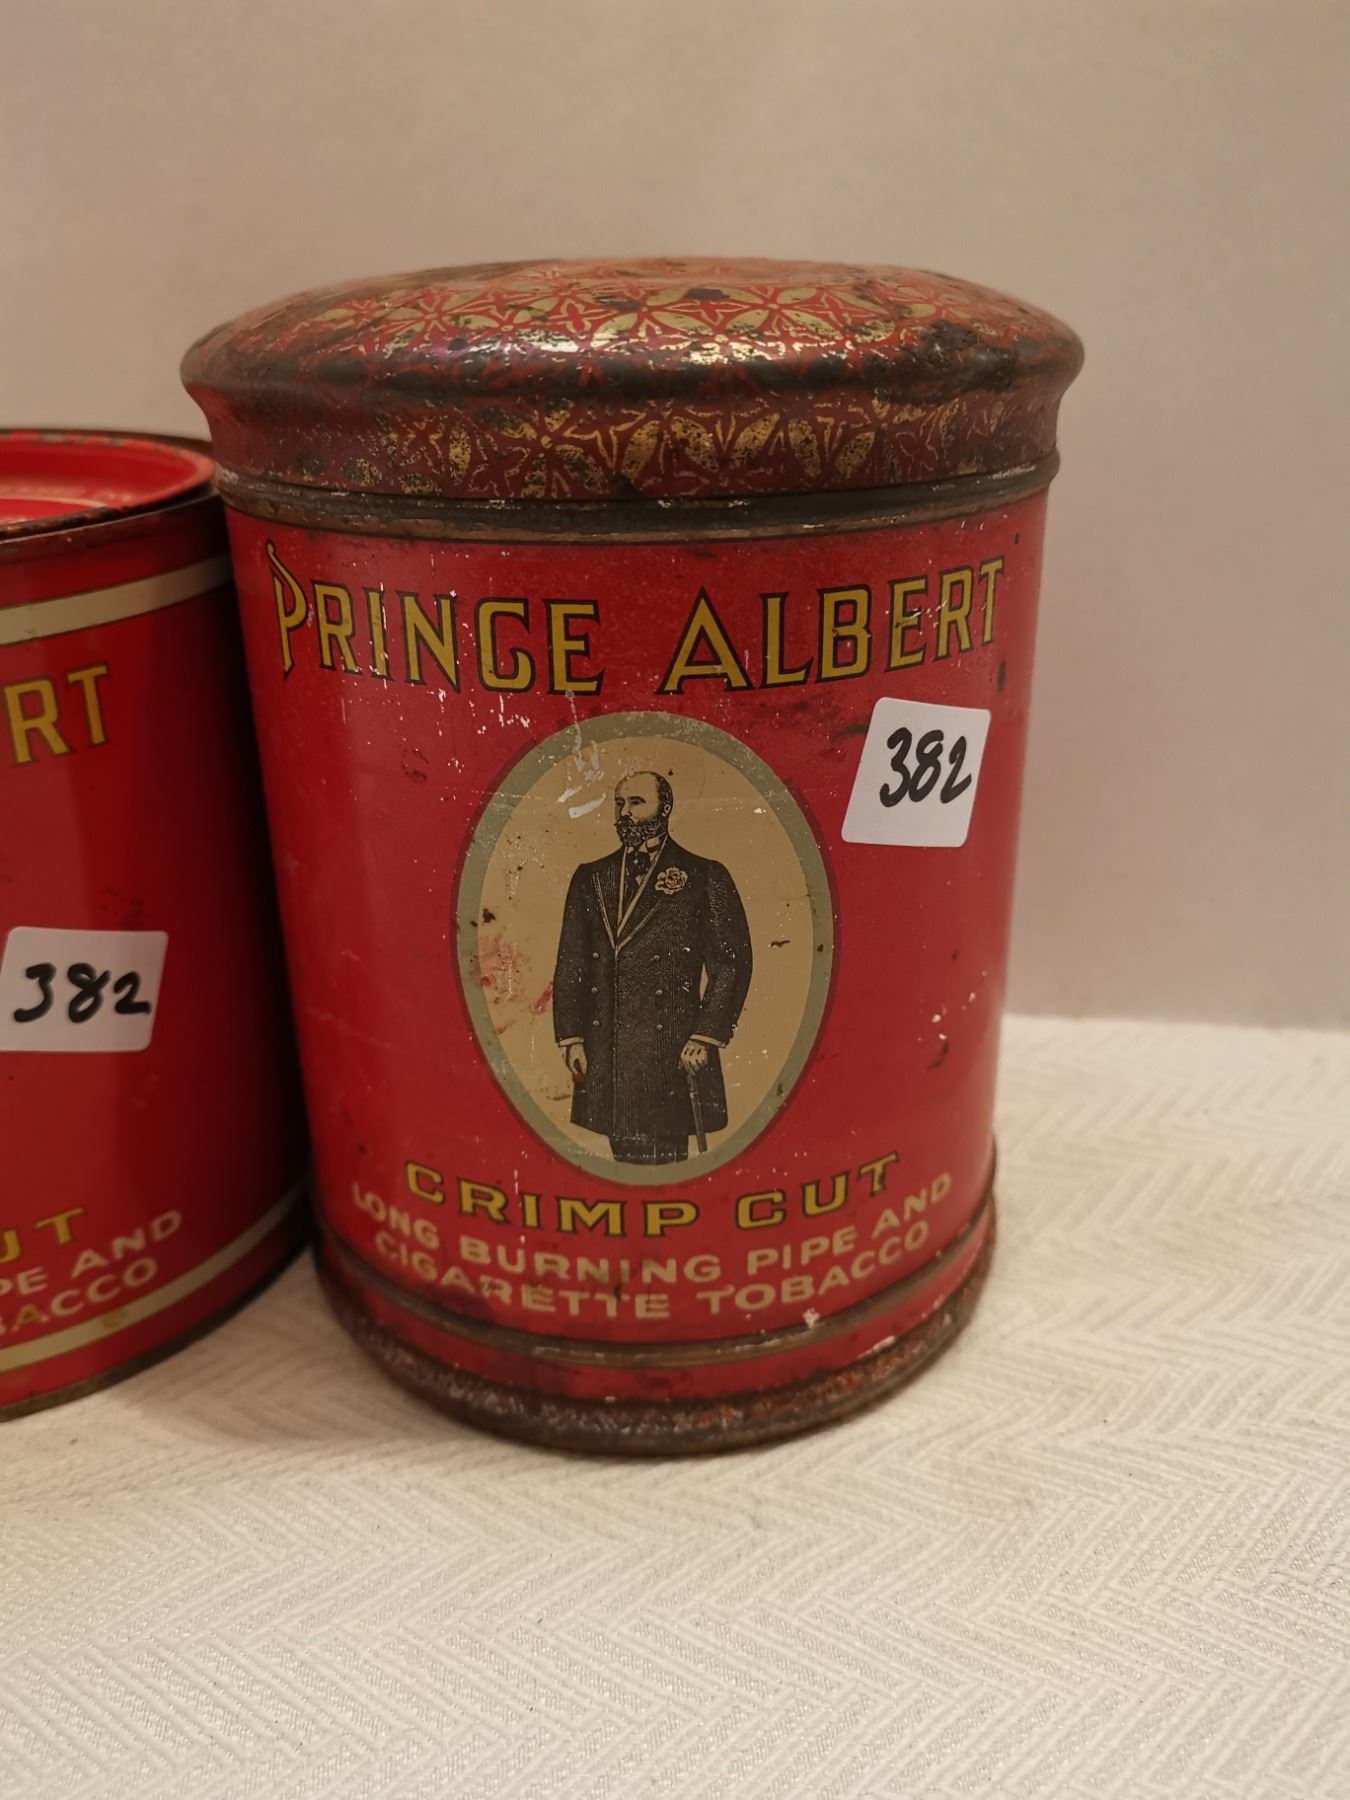 PRINCE ALBERT
382
CRIMP CUT
LONG BURNING PIPE AND
CIGARETTE TOBACCO
RT
382
UT
PE AND
BACCO